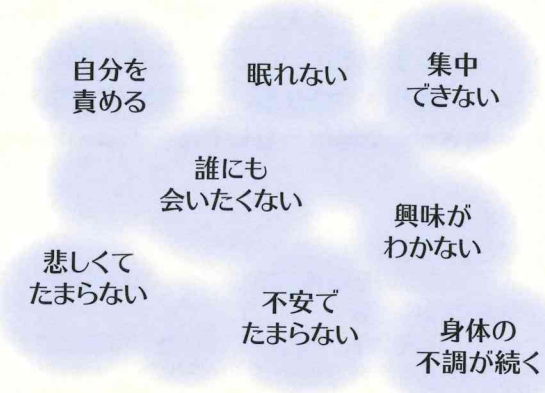 自分を
責める
眠れない
集中
できない
誰にも
会いたくない
興味が
わかない
悲しくて
たまらない
不安で
たまらない
身体の
不調が続く